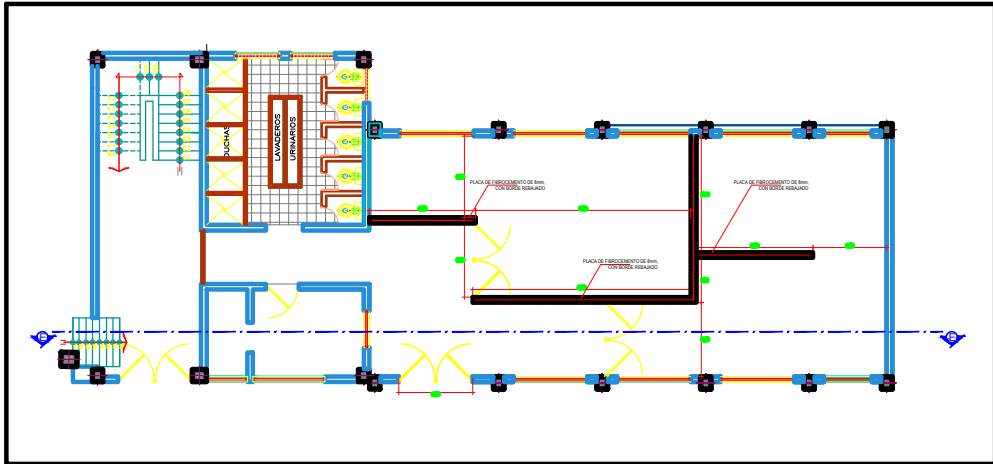 DUCHAS
LAVADEROS
URINARIOS
PLACA DE FIBROCEMENTO DE 8mm,
CON BORDE REBAJADO
PLACA DE FIBROCEMENTO DE 8mm,
CON BORDE REBAJADO
PLACA DE FIBROCEMENTO DE 8mm,
CON BORDE REBAJADO